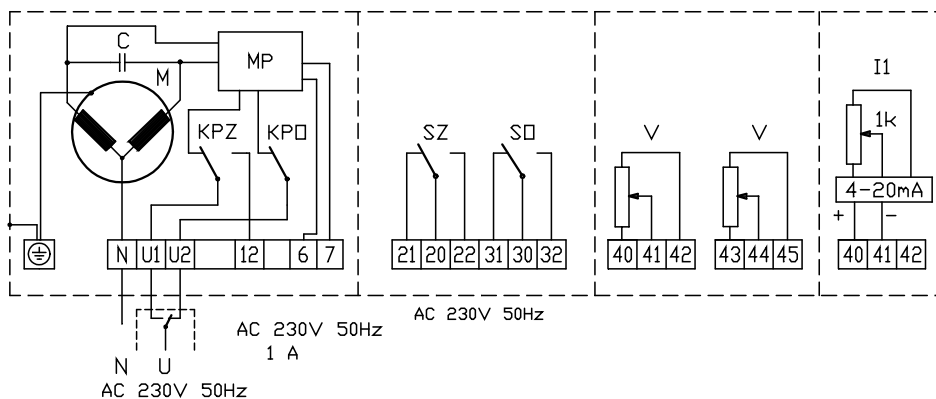 C
M
MP
KPZ
KPO
N
U1
U2
12
6
7
N
U
AC 230V 50Hz
AC 230V 50Hz
1 A
SZ
SO
21
20
22
31
30
32
AC 230V 50Hz
V
V
40
41
42
43
44
45
I1
1k
4-20mA
+
-
40
41
42